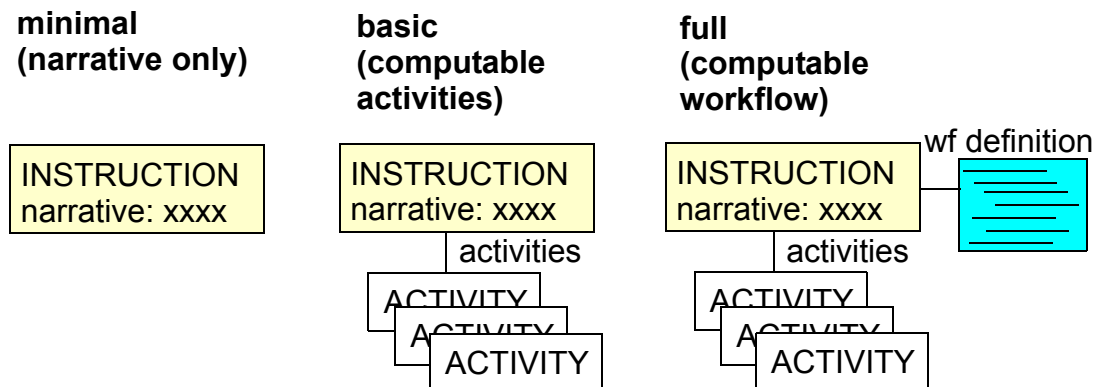 minimal
(narrative only)
INSTRUCTION
narrative: xxxx
basic
(computable
activities)
INSTRUCTION
narrative: xxxx
activities
ACTIVITY
ACTIVITY
ACTIVITY
full
(computable
workflow)
wf definition
INSTRUCTION
narrative: xxxx
activities
ACTIVITY
ACTIVITY
ACTIVITY